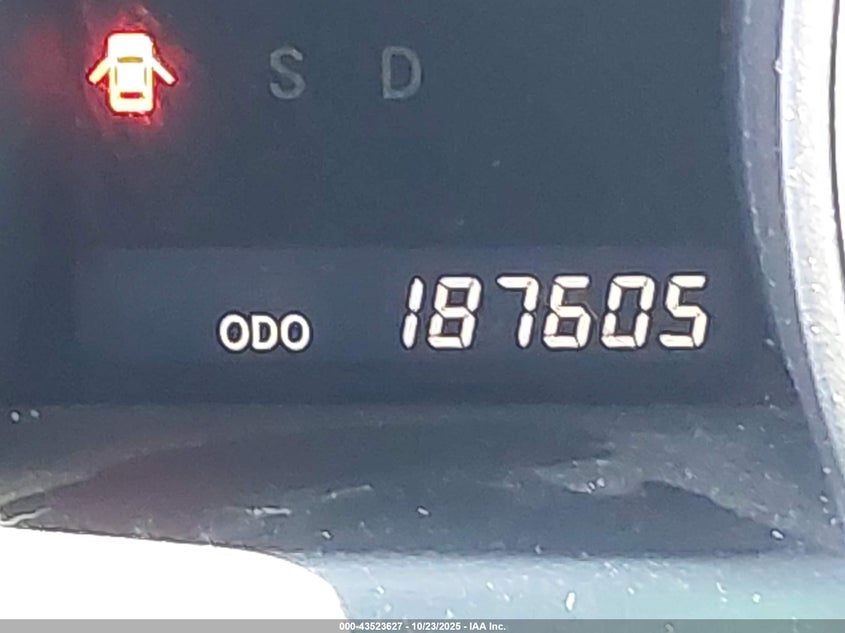 S D
ODO 187605
000-43523627 - 10/23/2025 - IAA Inc.